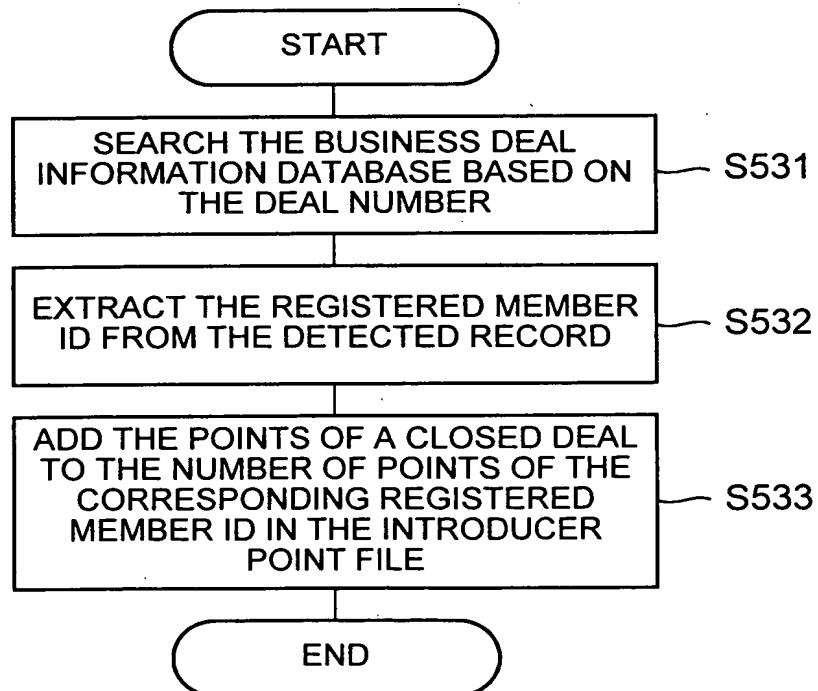 START
SEARCH THE BUSINESS DEAL
INFORMATION DATABASE BASED ON
THE DEAL NUMBER
S531
EXTRACT THE REGISTERED MEMBER
ID FROM THE DETECTED RECORD
S532
ADD THE POINTS OF A CLOSED DEAL
TO THE NUMBER OF POINTS OF THE
CORRESPONDING REGISTERED
MEMBER ID IN THE INTRODUCER
POINT FILE
S533
END